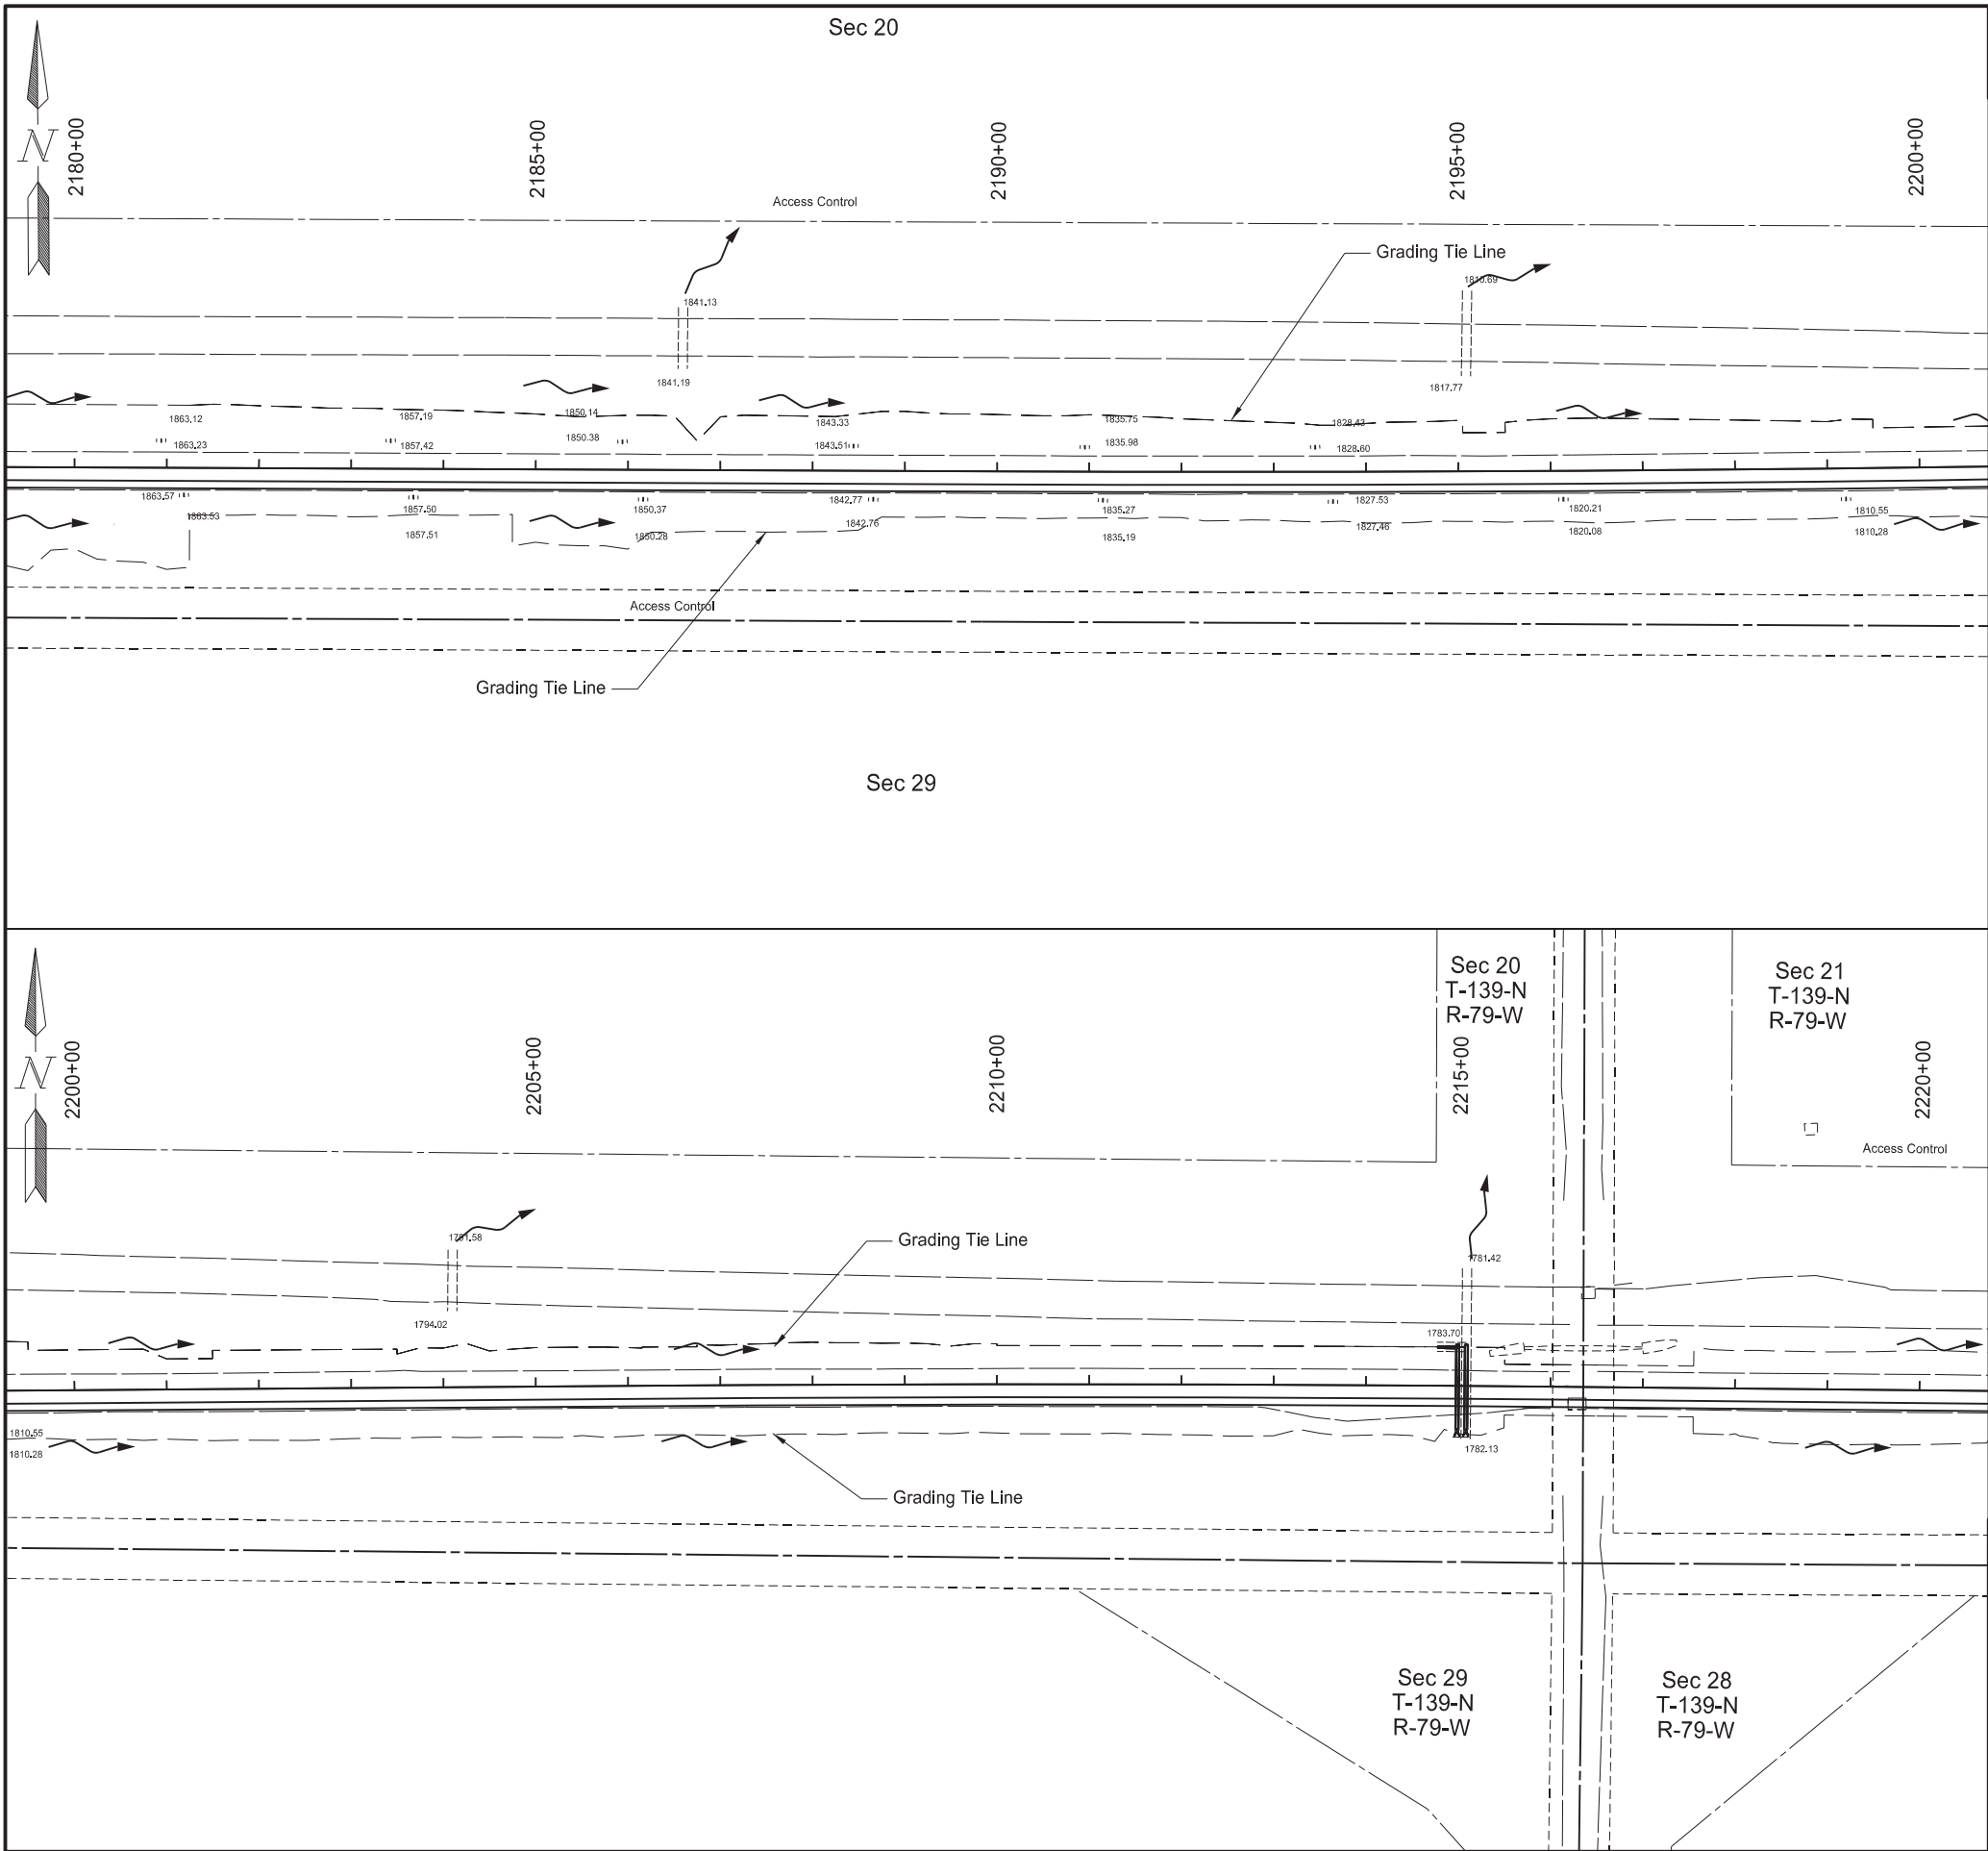 Sec 20
N
2180+00
2185+00
2190+00
2195+00
2200+00
Access Control
Grading Tie Line
1841.13
1841.19
1817.77
1863.12
1857.19
1850.14
1843.33
1835.75
1828.43
1863.23
1857.42
1850.38
1843.51
1835.98
1828.60
1863.57
1857.50
1850.37
1842.77
1835.27
1827.53
1820.21
1810.55
1863.53
1857.51
1850.28
1842.76
1835.19
1827.46
1820.08
1810.28
Access Control
Grading Tie Line
Sec 29
Sec 20
T-139-N
R-79-W
Sec 21
T-139-N
R-79-W
N
2200+00
2205+00
2210+00
2215+00
2220+00
Access Control
1791.58
Grading Tie Line
1781.42
1794.02
1783.70
1810.55
1810.28
1782.13
Grading Tie Line
Sec 29
T-139-N
R-79-W
Sec 28
T-139-N
R-79-W